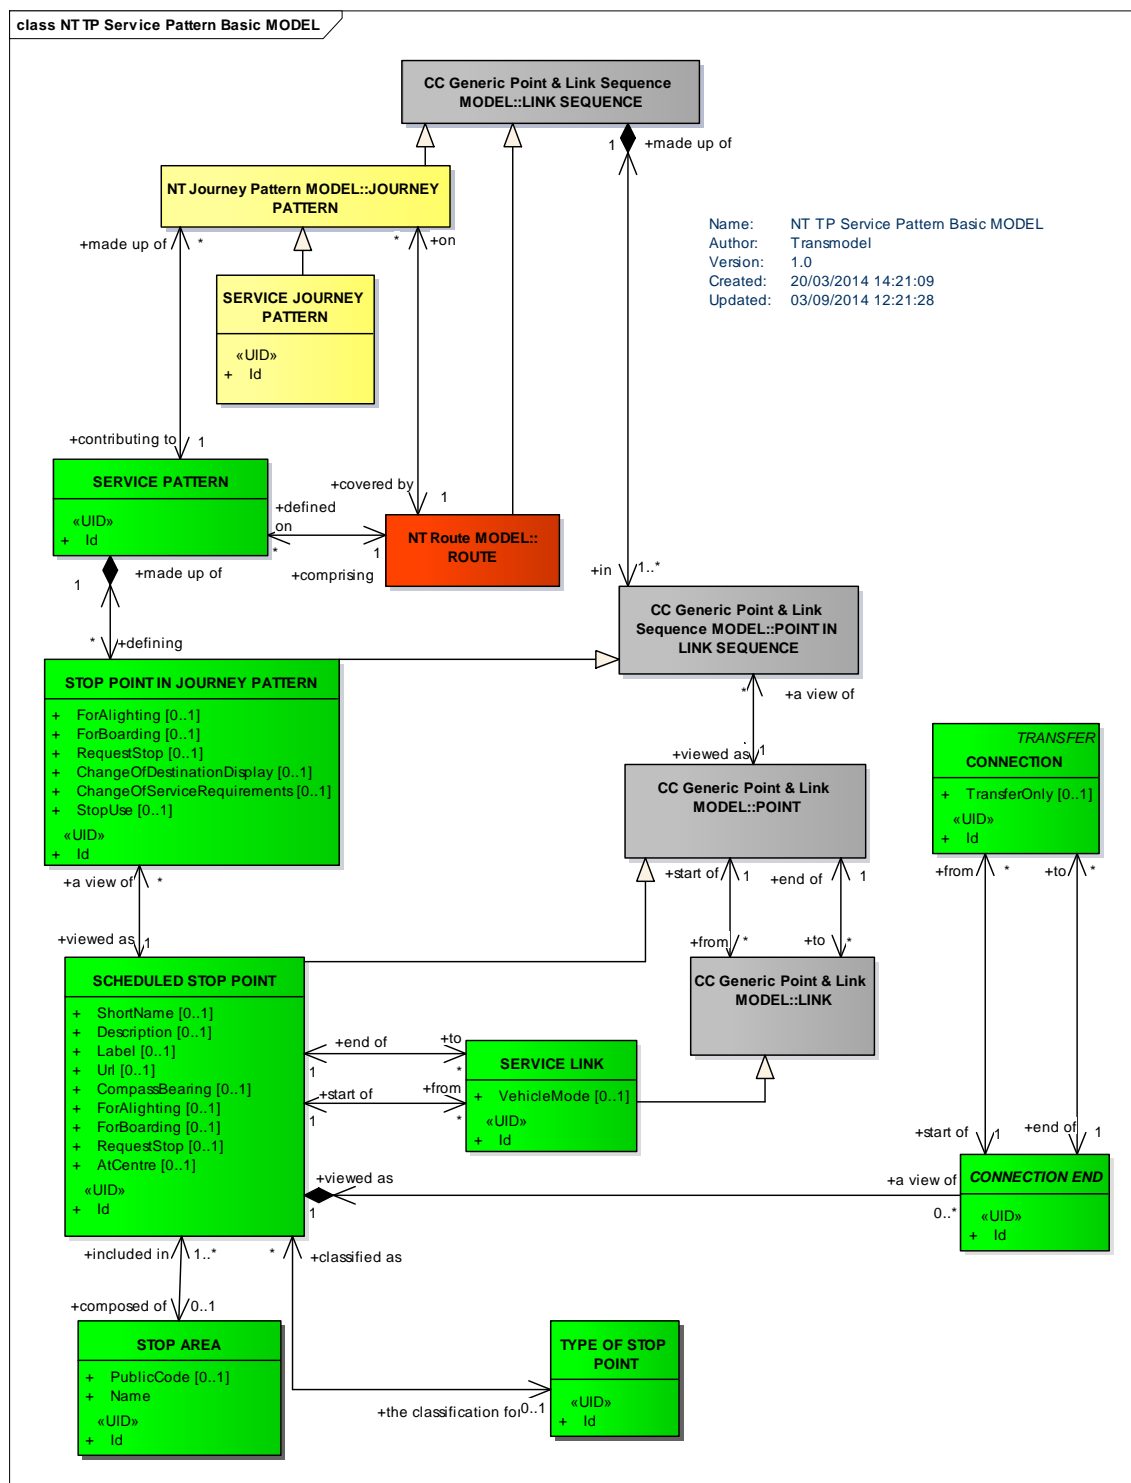 class NT TP Service Pattern Basic MODEL
CC Generic Point & Link Sequence
MODEL::LINK SEQUENCE
1
+made up of
NT Journey Pattern MODEL::JOURNEY
PATTERN
+made up of
*
*
+on
Name: NT TP Service Pattern Basic MODEL
Author: Transmodel
Version: 1.0
Created: 20/03/2014 14:21:09
Updated: 03/09/2014 12:21:28
SERVICE JOURNEY
PATTERN
«UID»
+ Id
+contributing to
1
SERVICE PATTERN
«UID»
+ Id
+defined
on
*
+covered by
1
1
+comprising
NT Route MODEL::
ROUTE
+made up of
1
+in
1..*
CC Generic Point & Link
Sequence MODEL::POINT IN
LINK SEQUENCE
*
+defining
STOP POINT IN JOURNEY PATTERN
+ ForAlighting [0..1]
+ ForBoarding [0..1]
+ RequestStop [0..1]
+ ChangeOfDestinationDisplay [0..1]
+ ChangeOfServiceRequirements [0..1]
+ StopUse [0..1]
«UID»
+ Id
*
+a view of
+viewed as
1
CC Generic Point & Link
MODEL::POINT
TRANSFER
CONNECTION
+ TransferOnly [0..1]
«UID»
+ Id
+a view of
*
+start of
1
+end of
1
+from
*
+to
*
+viewed as
1
+from
*
+to
*
SCHEDULED STOP POINT
+ ShortName [0..1]
+ Description [0..1]
+ Label [0..1]
+ Url [0..1]
+ CompassBearing [0..1]
+ ForAlighting [0..1]
+ ForBoarding [0..1]
+ RequestStop [0..1]
+ AtCentre [0..1]
«UID»
+ Id
CC Generic Point & Link
MODEL::LINK
+end of
+to
1
*
+start of
+from
1
*
SERVICE LINK
+ VehicleMode [0..1]
«UID»
+ Id
+start of
1
+end of
1
+viewed as
1
+a view of
0..*
CONNECTION END
«UID»
+ Id
+included in
1..*
*
+classified as
+composed of
0..1
STOP AREA
+ PublicCode [0..1]
+ Name
«UID»
+ Id
TYPE OF STOP
POINT
«UID»
+ Id
+the classification for
0..1